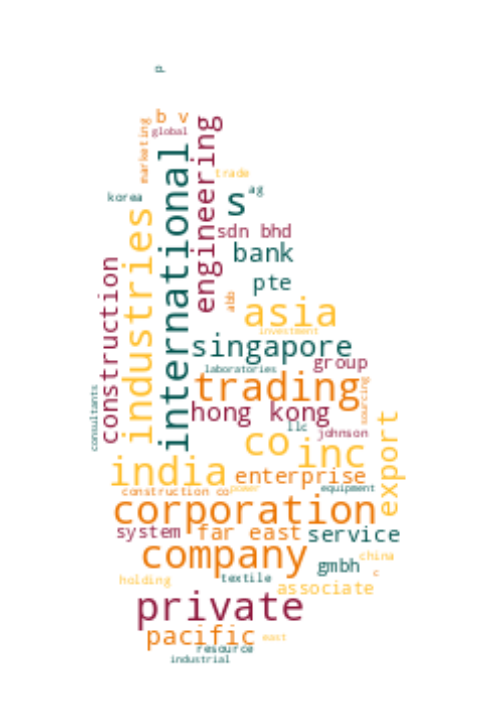 p
b v
global
marketing
engineering
international
trade
ag
korea
s
industries
sdn bhd
bank
construction
pte
abb
asia
investment
singapore
group
laboratories
trading
sourcing
consultants
hong kong
llc
johnson
co
inc
export
india
enterprise
construction co
power
equipment
corporation
system
far east
service
company
china
gmbh
c
holding
textile
associate
private
pacific
east
resource
industrial